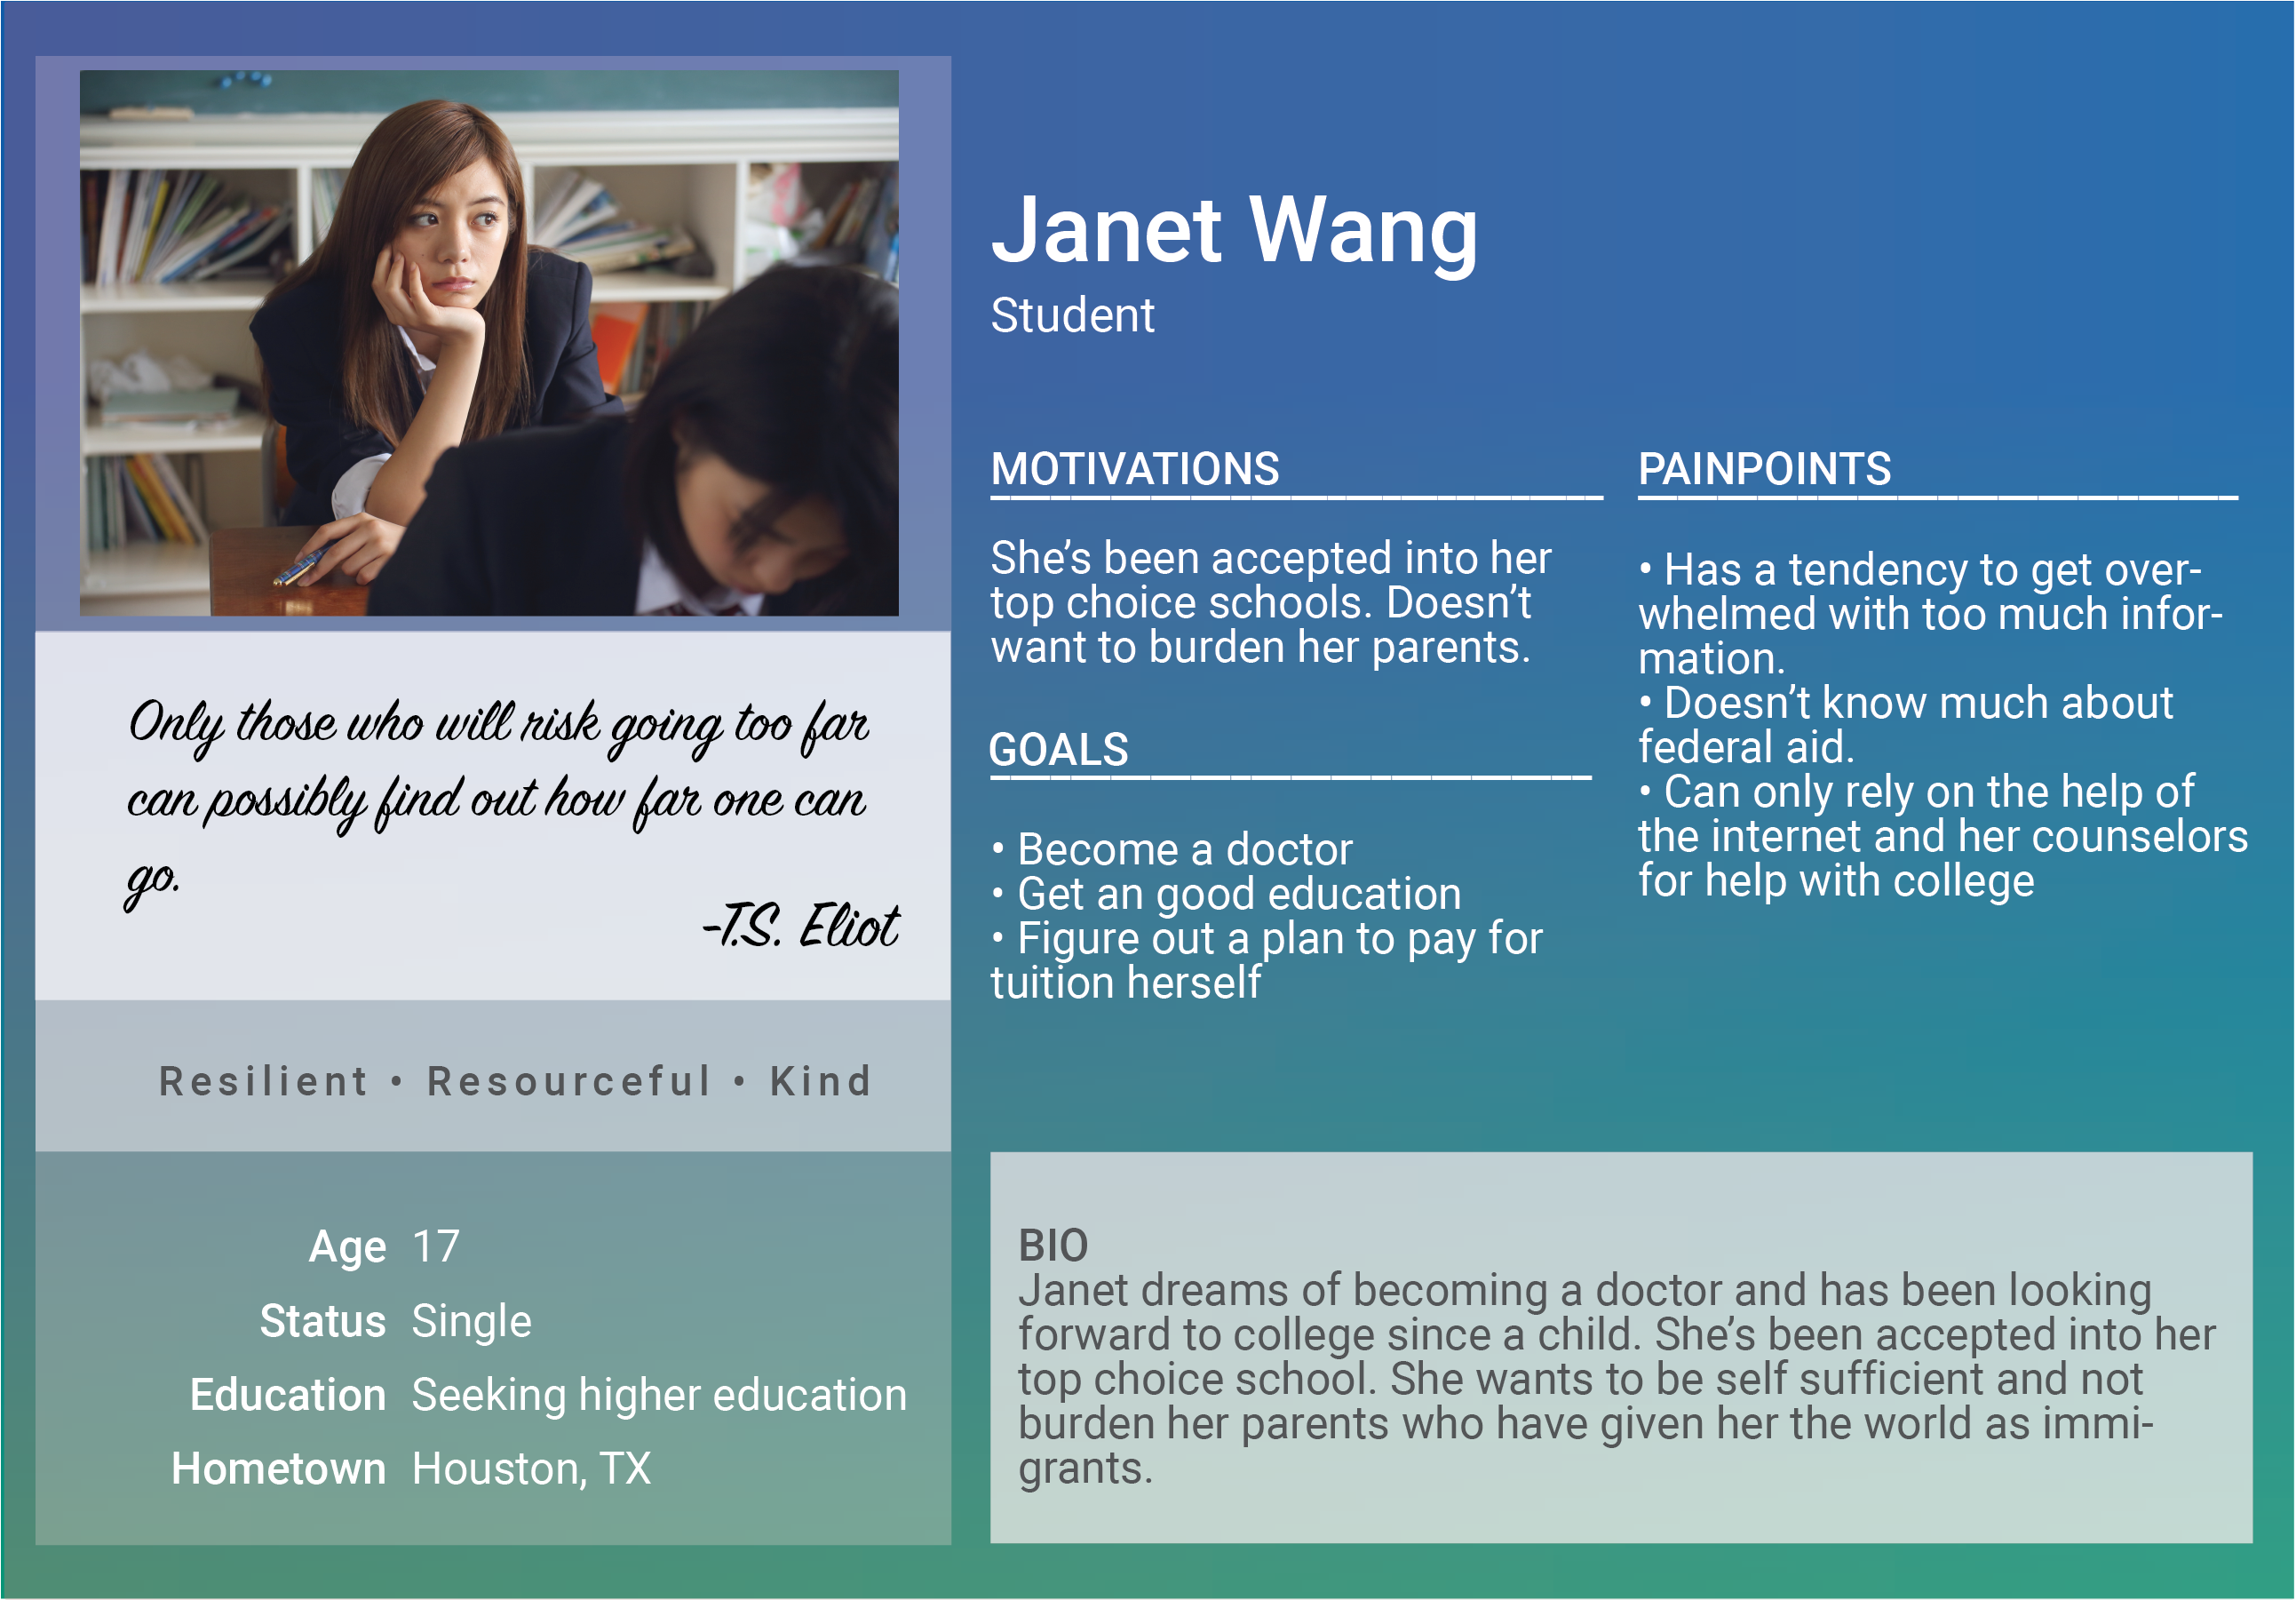 Only those who will risk going too far
can possibly find out how far one can
go.
-T.S. Eliot
Resilient • Resourceful • Kind
Age 17
Status Single
Education Seeking higher education
Hometown Houston, TX
Janet Wang
Student
MOTIVATIONS
She’s been accepted into her
top choice schools. Doesn’t
want to burden her parents.
GOALS
• Become a doctor
• Get an good education
• Figure out a plan to pay for
tuition herself
PAINPOINTS
• Has a tendency to get over-
whelmed with too much infor-
mation.
• Doesn’t know much about
federal aid.
• Can only rely on the help of
the internet and her counselors
for help with college
BIO
Janet dreams of becoming a doctor and has been looking
forward to college since a child. She’s been accepted into her
top choice school. She wants to be self sufficient and not
burden her parents who have given her the world as immi-
grants.